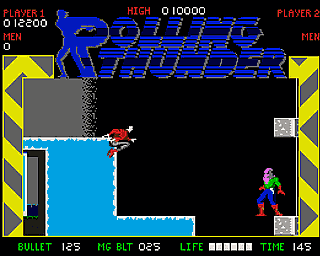 PLAYER 1 HIGH 010000 PLAYER 2
012200
MEN MEN
0
ROLLING
THUNDER
BULLET 125 MG BLT 025 LIFE TIME 145